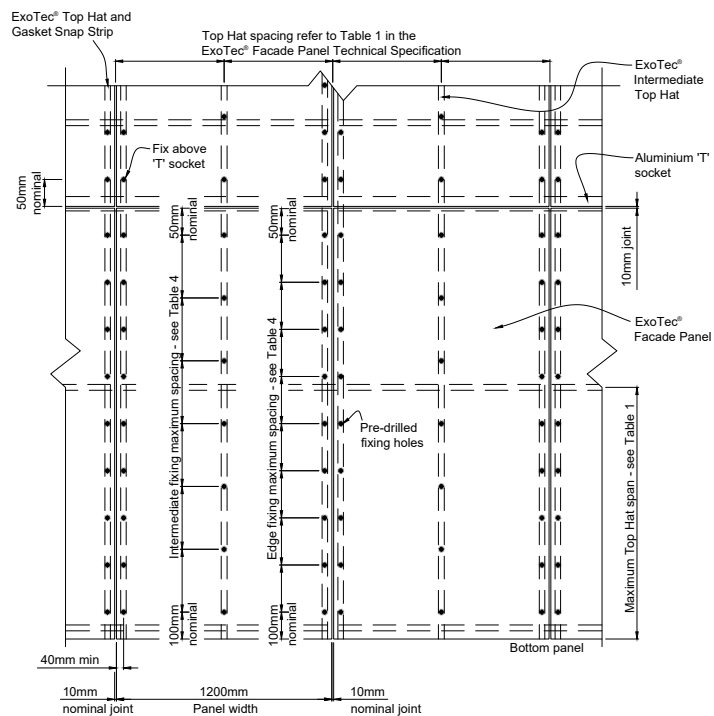 ExoTec® Top Hat and
Gasket Snap Strip
Top Hat spacing refer to Table 1 in the
ExoTec® Facade Panel Technical Specification
ExoTec®
Intermediate
Top Hat
Fix above
'T' socket
Aluminium 'T'
socket
50mm
nominal
50mm
nominal
50mm
nominal
10mm joint
Intermediate fixing maximum spacing - see Table 4
Edge fixing maximum spacing - see Table 4
ExoTec®
Facade Panel
Pre-drilled
fixing holes
Maximum Top Hat span - see Table 1
100mm
nominal
100mm
nominal
Bottom panel
40mm min
10mm
nominal joint
1200mm
Panel width
10mm
nominal joint